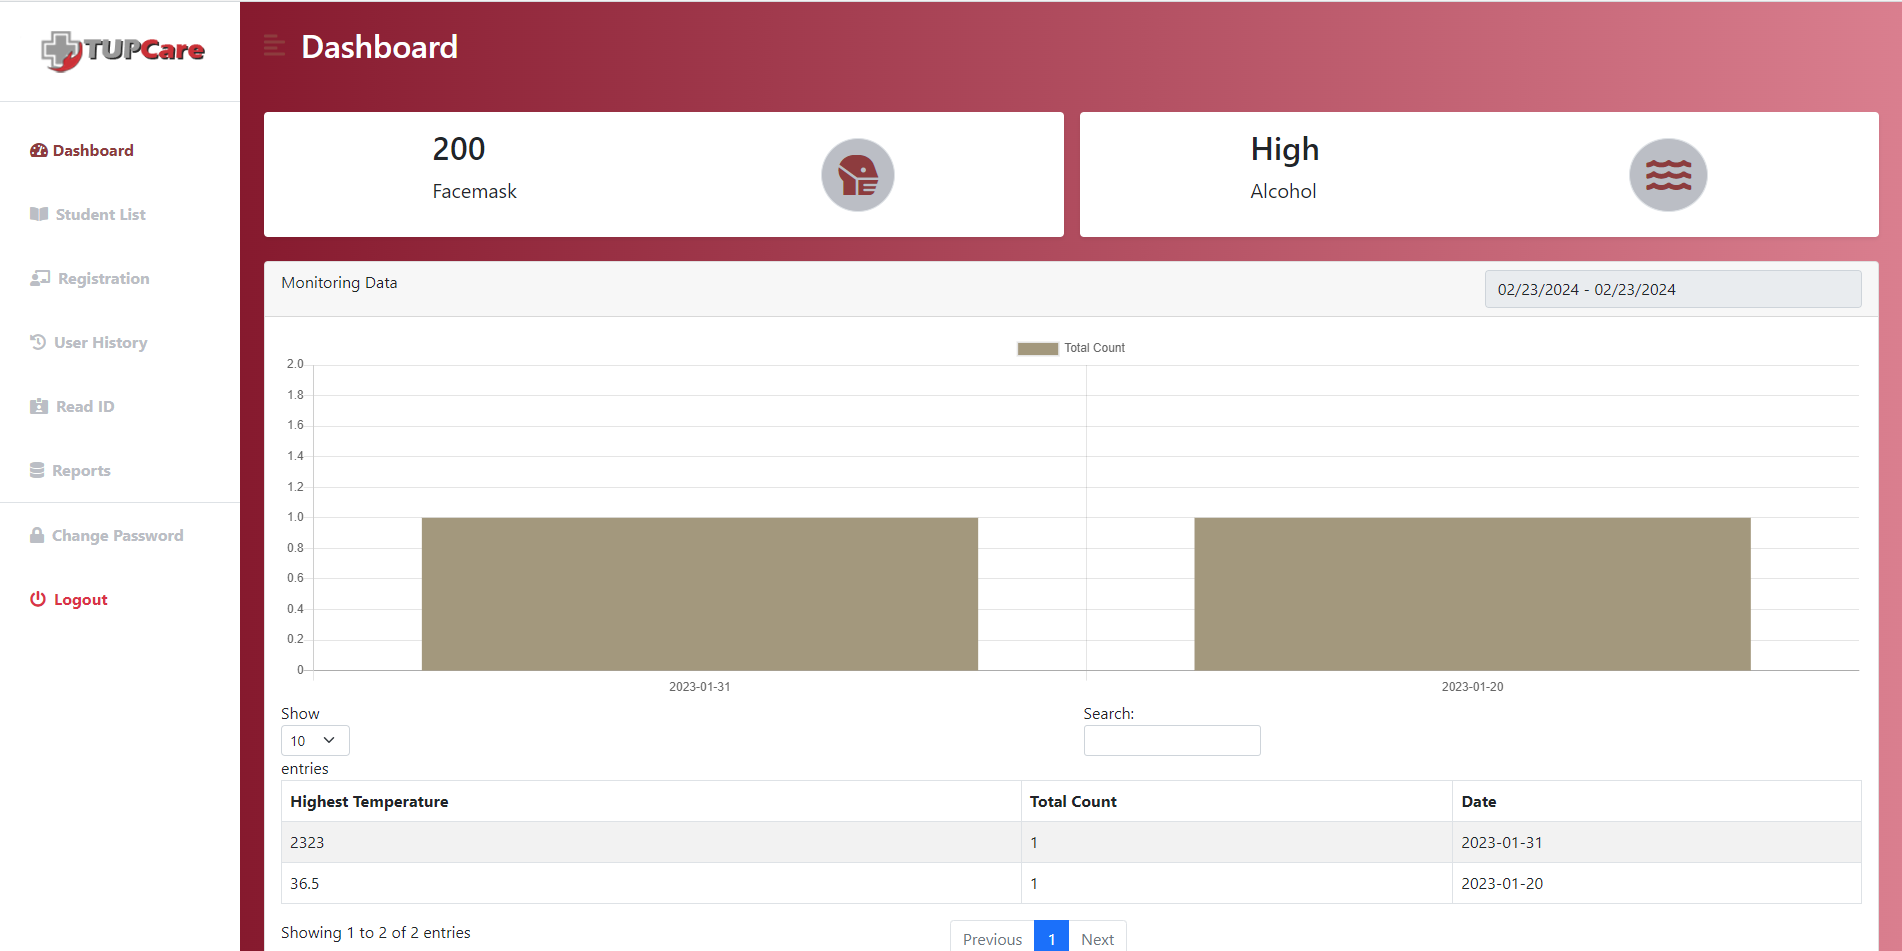 TUPCare
Dashboard
Student List
Registration
User History
Read ID
Reports
Change Password
Logout
Dashboard
200
Facemask
High
Alcohol
Monitoring Data
02/23/2024 - 02/23/2024
Total Count
2.0
1.8
1.6
1.4
1.2
1.0
0.8
0.6
0.4
0.2
0
2023-01-31
2023-01-20
Show
10
entries
Search:
Highest Temperature Total Count Date
2323 1 2023-01-31
36.5 1 2023-01-20
Showing 1 to 2 of 2 entries
Previous 1 Next